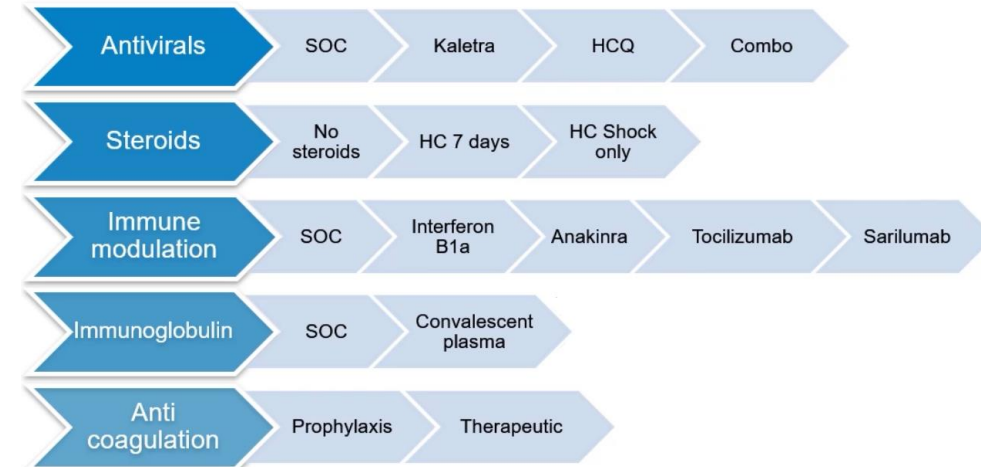 Antivirals SOC Kaletra HCQ Combo
Steroids No steroids HC 7 days HC Shock only
Immune modulation SOC Interferon B1a Anakinra Tocilizumab Sarilumab
Immunoglobulin SOC Convalescent plasma
Anti coagulation Prophylaxis Therapeutic